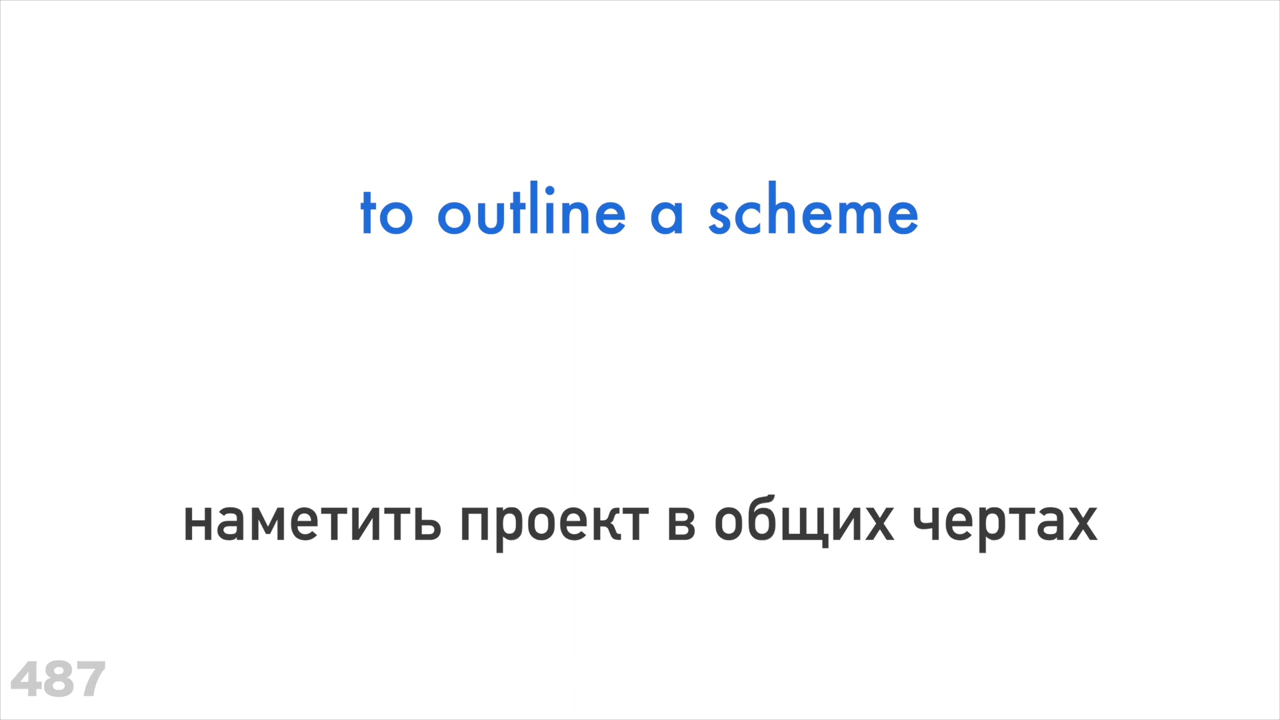 to outline a scheme
наметить проект в общих чертах
487